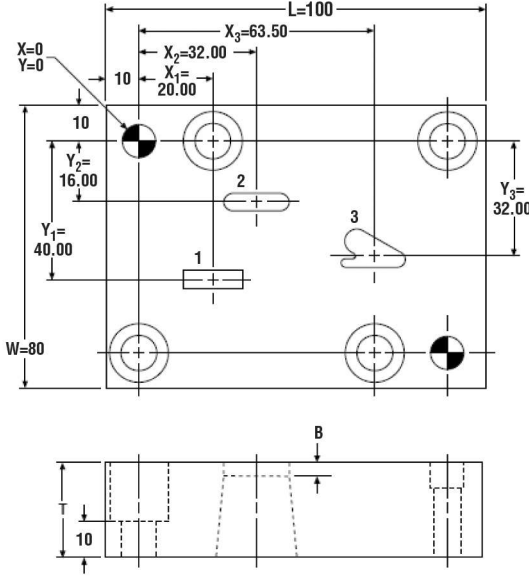 L=100
X3=63.50
X=0
Y=0
X2=32.00
10
X1=
20.00
10
Y2=
16.00
2
Y3=
32.00
3
Y1=
40.00
1
W=80
B
T
10